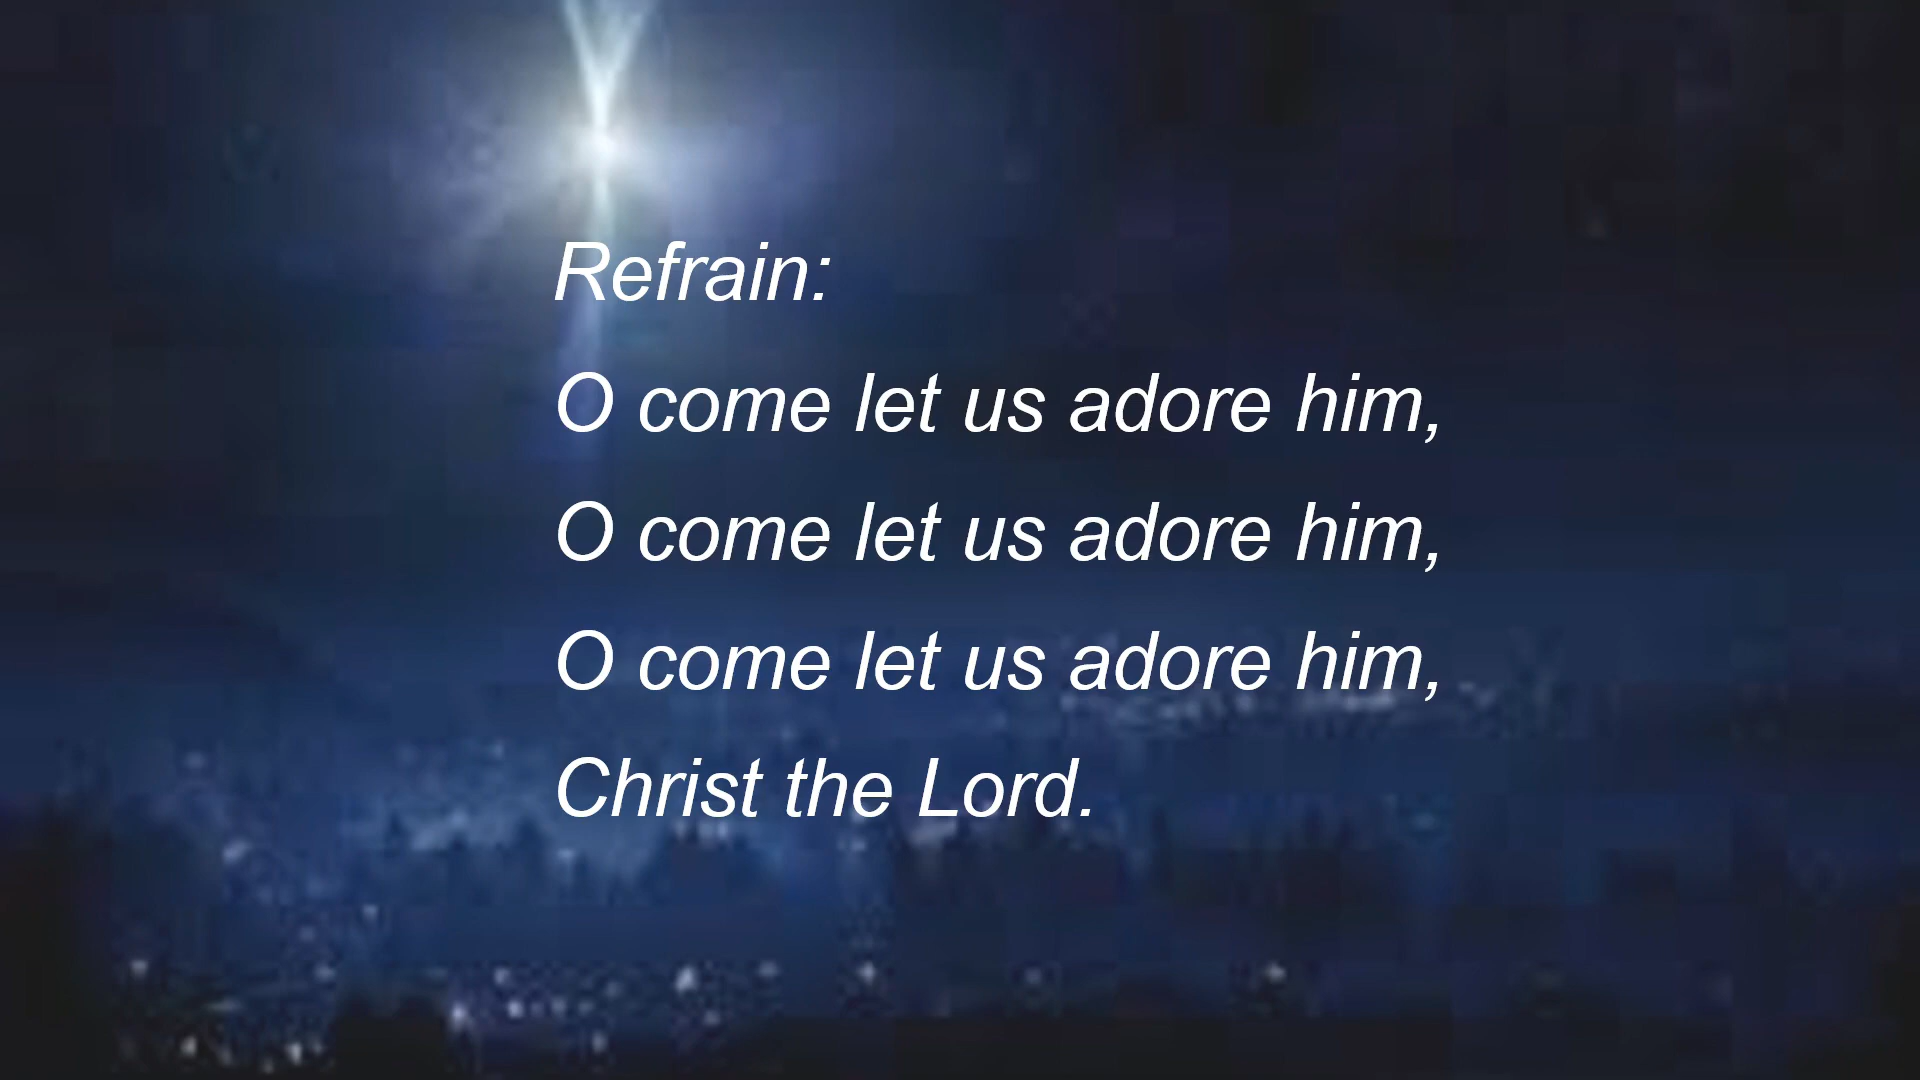 Refrain:
O come let us adore him,
O come let us adore him,
O come let us adore him,
Christ the Lord.